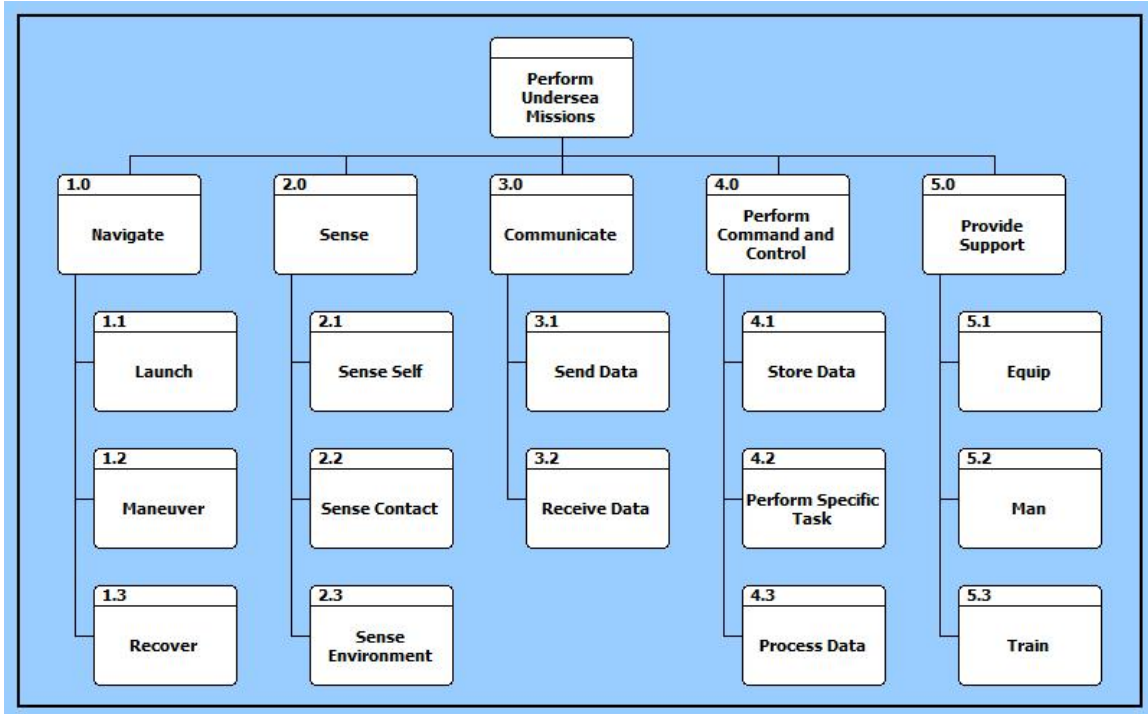 Perform
Undersea
Missions
1.0
Navigate
2.0
Sense
3.0
Communicate
4.0
Perform
Command and
Control
5.0
Provide
Support
1.1
Launch
2.1
Sense Self
3.1
Send Data
4.1
Store Data
5.1
Equip
1.2
Maneuver
2.2
Sense Contact
3.2
Receive Data
4.2
Perform Specific
Task
5.2
Man
1.3
Recover
2.3
Sense
Environment
4.3
Process Data
5.3
Train